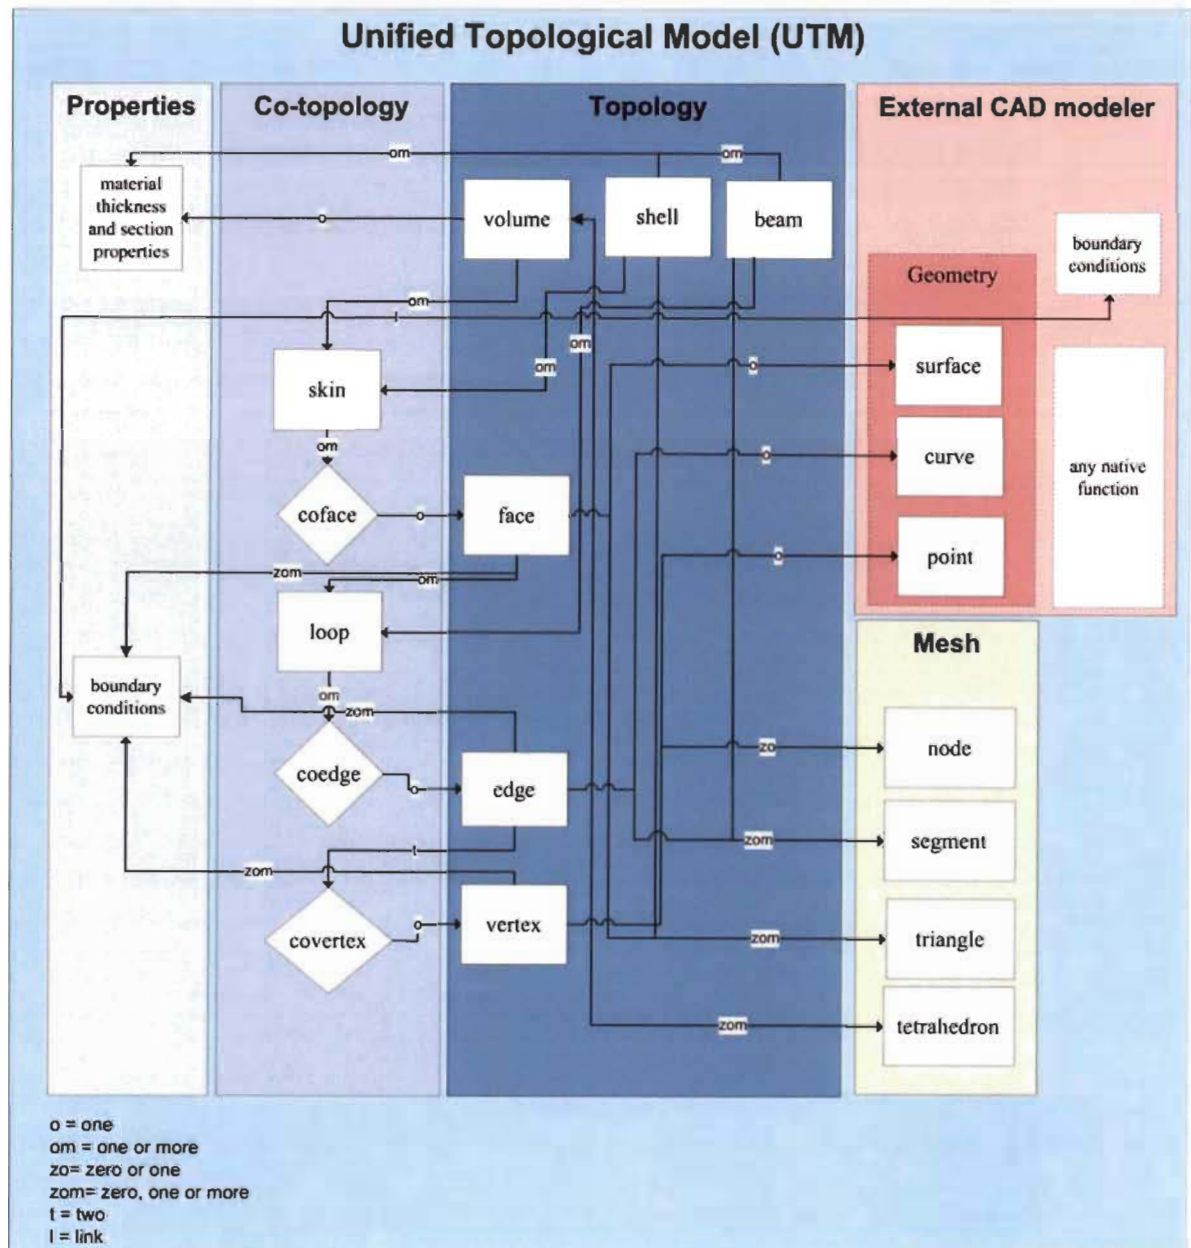 Unified Topological Model (UTM)
Properties
Co-topology
Topology
External CAD modeler
om
om
material
thickness
and section
properties
o
volume
shell
beam
boundary
conditions
Geometry
om
l
om
om
o
surface
skin
om
o
curve
any native
function
coface
o
face
o
point
zom
om
loop
Mesh
boundary
conditions
om
zom
zo
node
coedge
o
edge
zom
segment
t
zom
covertex
o
vertex
zom
triangle
zom
tetrahedron
o = one
om = one or more
zo= zero or one
zom= zero, one or more
t = two
l = link